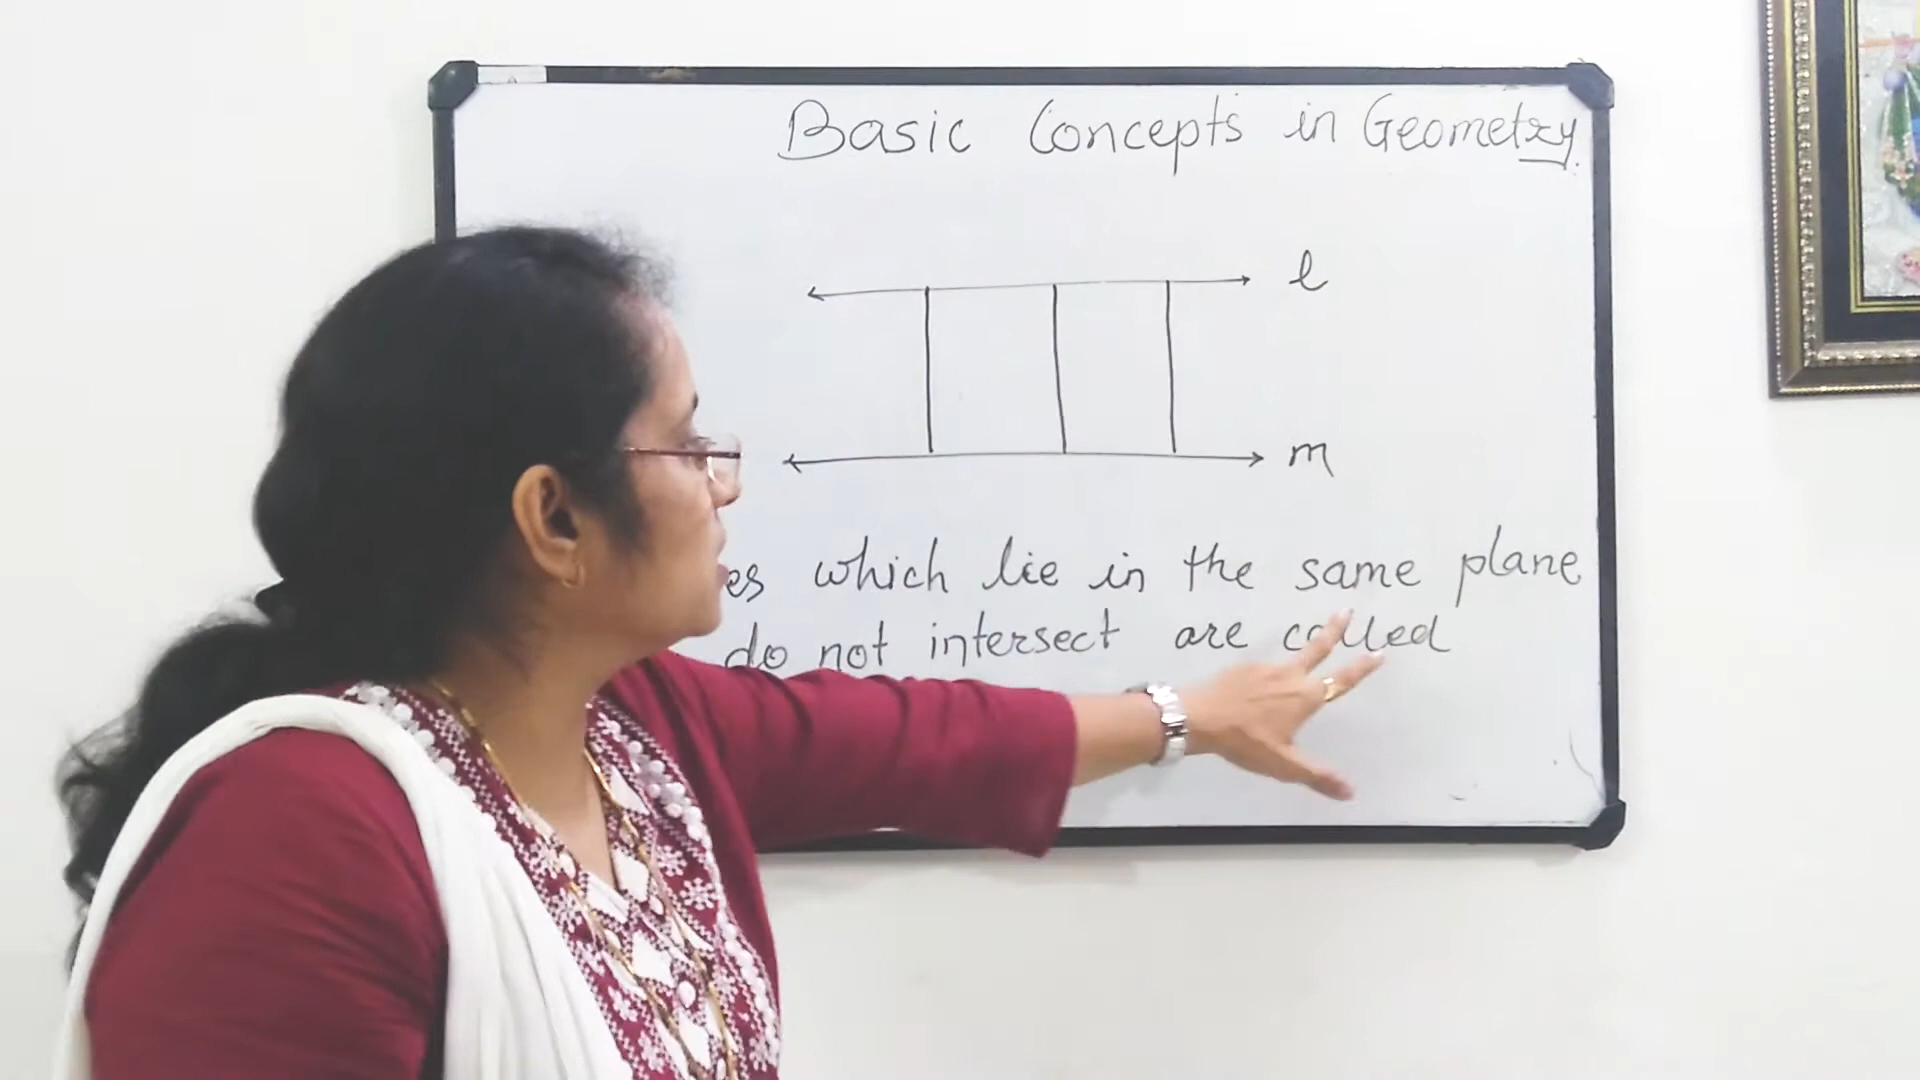 Basic Concepts in Geometry.
l
m
es which lie in the same plane
do not intersect are called